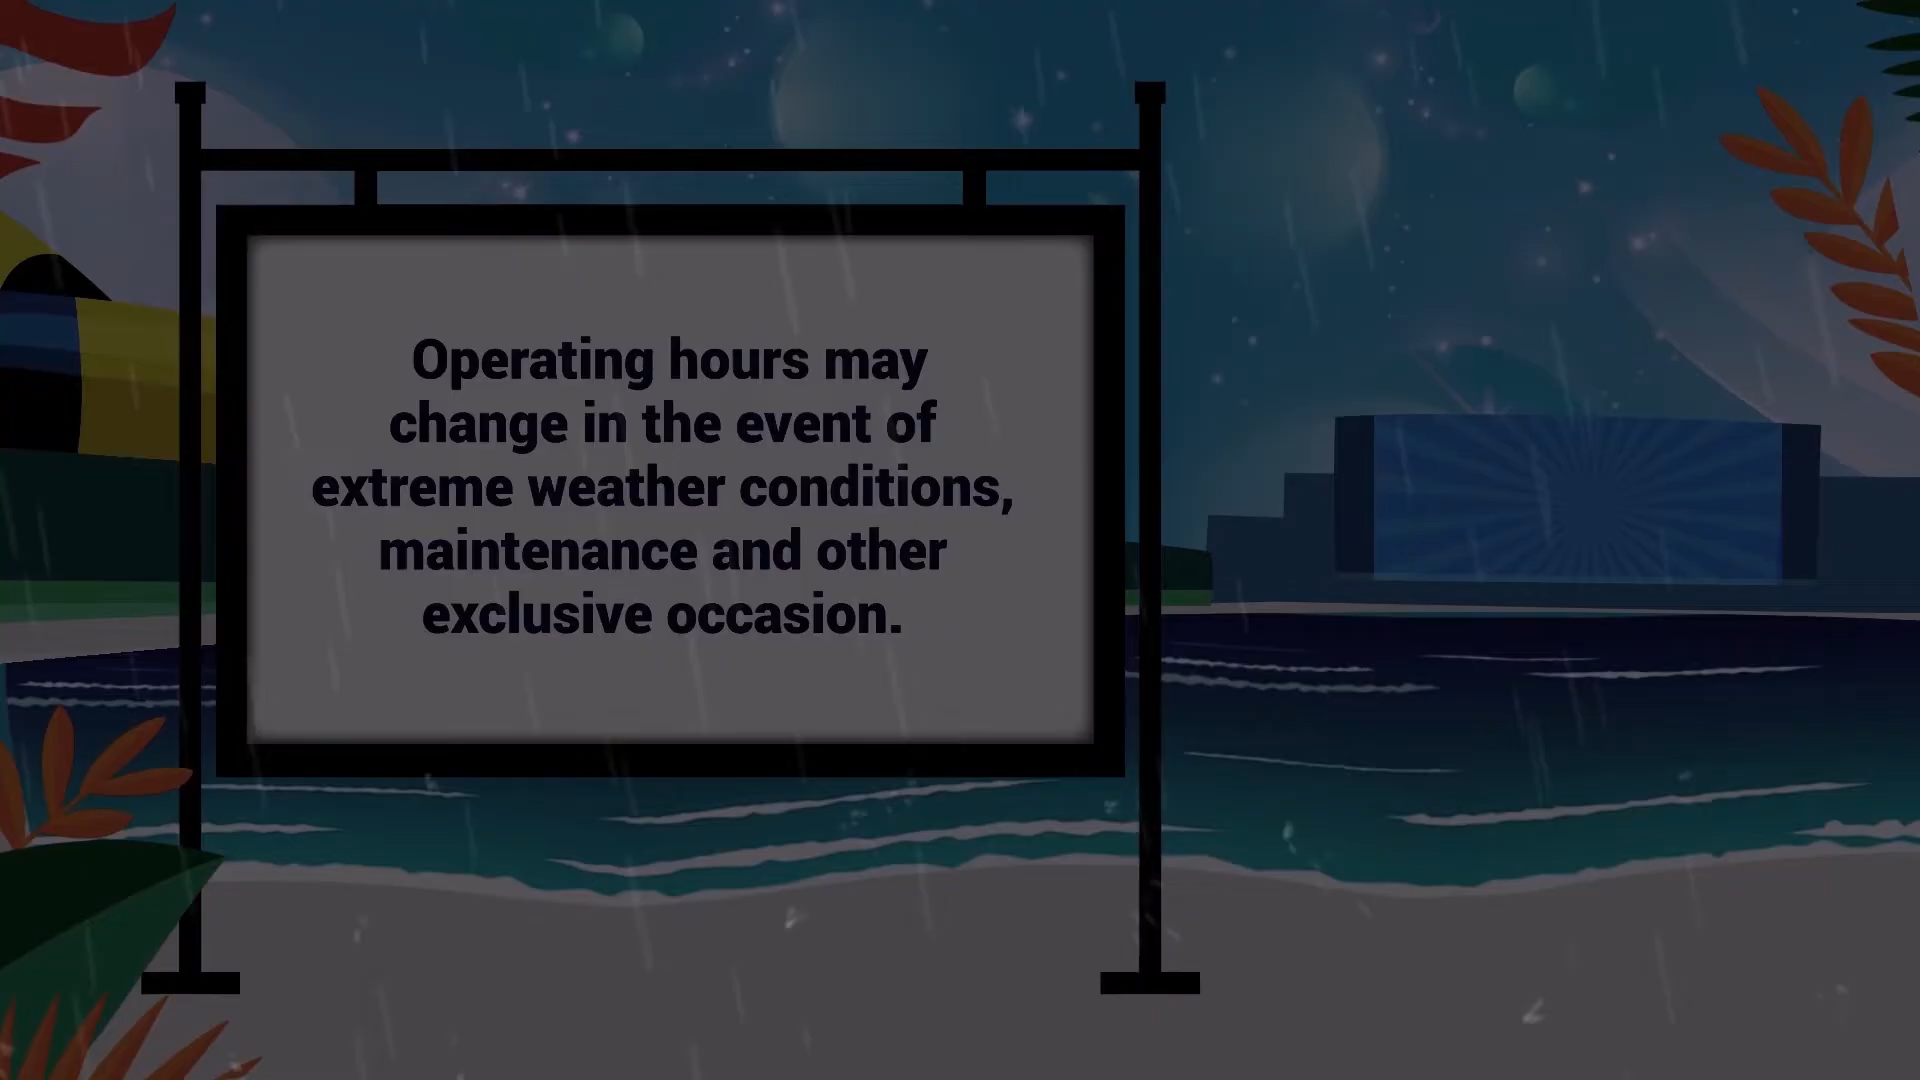 Operating hours may
change in the event of
extreme weather conditions,
maintenance and other
exclusive occasion.